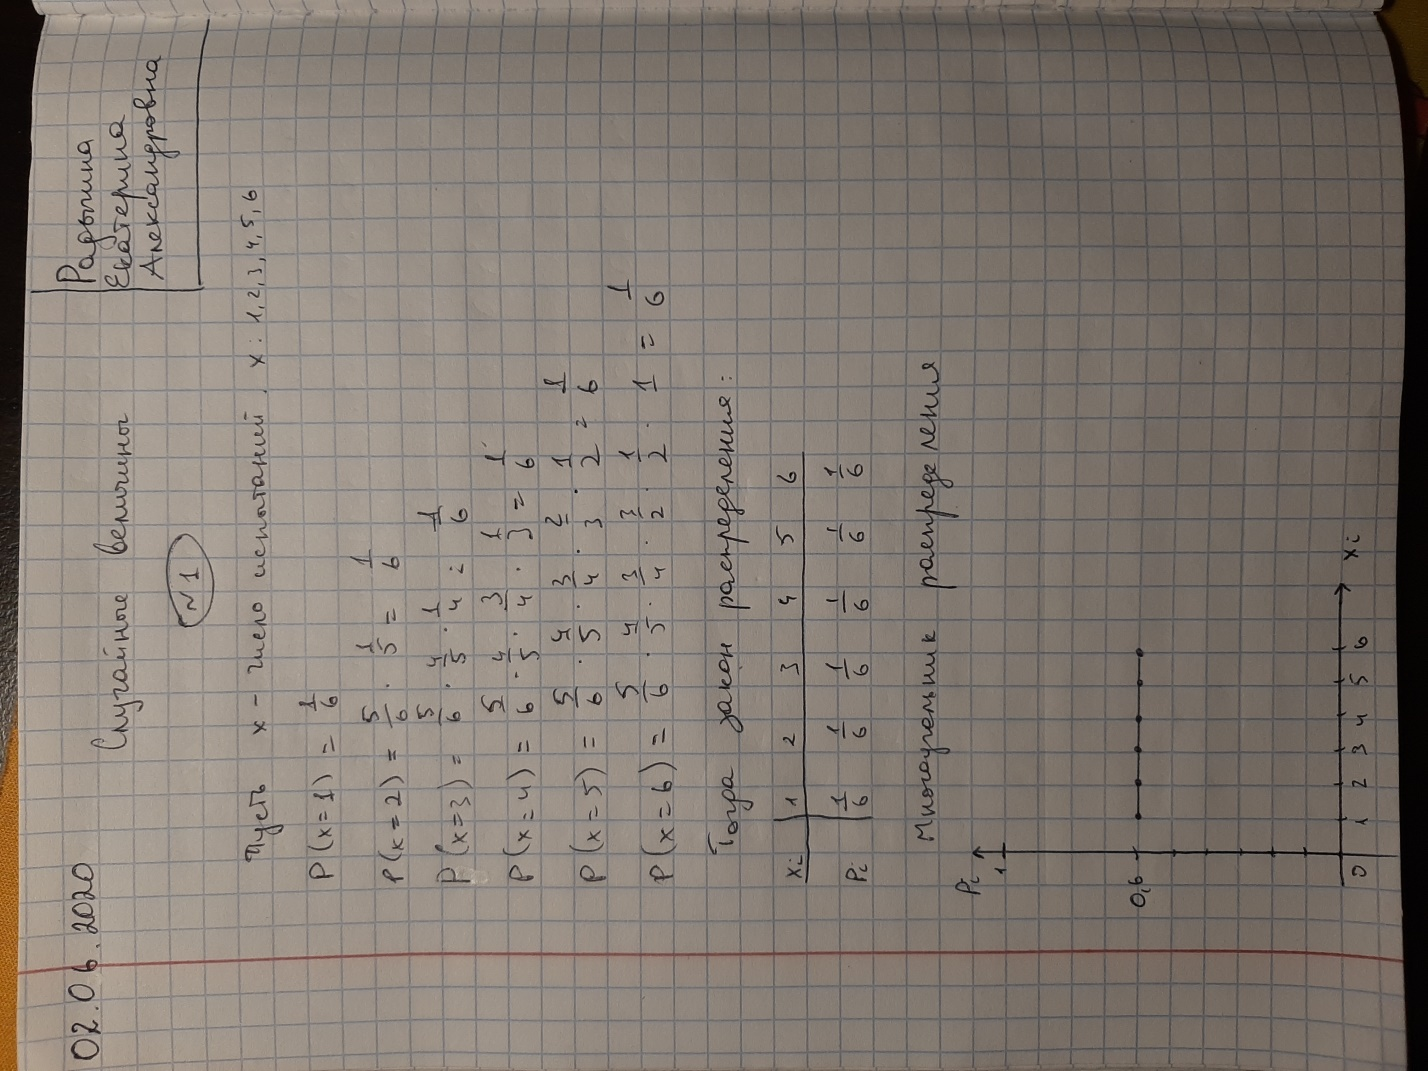 02.06.2020
Радычина
Екатерина
Александровна
Случайные величины
№1
Пусть x - число испытаний. x: 1, 2, 3, 4, 5, 6
P(x=1) = 1/6
P(x=2) = 5/6 · 1/5 = 1/6
P(x=3) = 5/6 · 4/5 · 1/4 = 1/6
P(x=4) = 5/6 · 4/5 · 3/4 · 1/3 = 1/6
P(x=5) = 5/6 · 4/5 · 3/4 · 2/3 · 1/2 = 1/6
P(x=6) = 5/6 · 4/5 · 3/4 · 3/2 · 1/2 · 1 = 1/6
Тогда закон распределения:
xi 1 2 3 4 5 6
Pi 1/6 1/6 1/6 1/6 1/6 1/6
Многоугольник распределения
Pi
1
0,6
0 1 2 3 4 5 6 xi